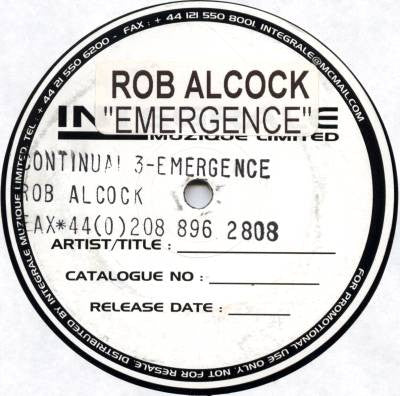 DISTRIBUTED BY INTEGRALE MUZIQUE LIMITED TEL : + 44 121 550 6200 - FAX : + 44 121 550 8001 INTEGRALE@MCMAIL.COM
FOR PROMOTIONAL USE ONLY, NOT FOR RESALE.
ROB ALCOCK
"EMERGENCE"
MUZIQUE LIMITED
CONTINUAL 3-EMERGENCE
ROB ALCOCK
FAX*44(0)208 896 2808
ARTIST/TITLE :
CATALOGUE NO :
RELEASE DATE :